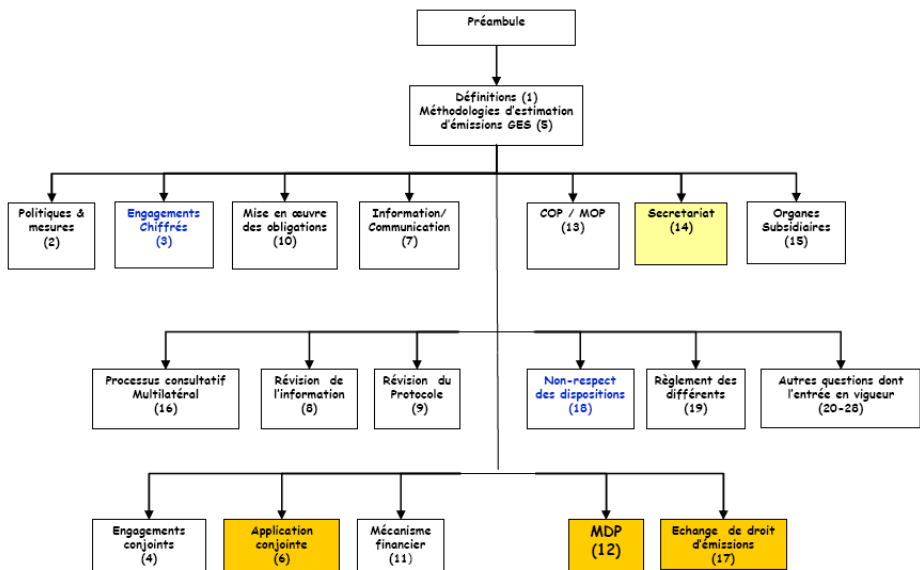 Préambule
Définitions (1)
Méthodologies d'estimation
d'émissions GES (5)
Politiques &
mesures
(2)
Engagements
Chiffrés
(3)
Mise en œuvre
des obligations
(10)
Information/
Communication
(7)
COP / MOP
(13)
Secretariat
(14)
Organes
Subsidiaires
(15)
Processus consultatif
Multilatéral
(16)
Révision de
l'information
(8)
Révision du
Protocole
(9)
Non-respect
des dispositions
(18)
Règlement des
différents
(19)
Autres questions dont
l'entrée en vigueur
(20-28)
Engagements
conjoints
(4)
Application
conjointe
(6)
Mécanisme
financier
(11)
MDP
(12)
Echange de droit
d'émissions
(17)